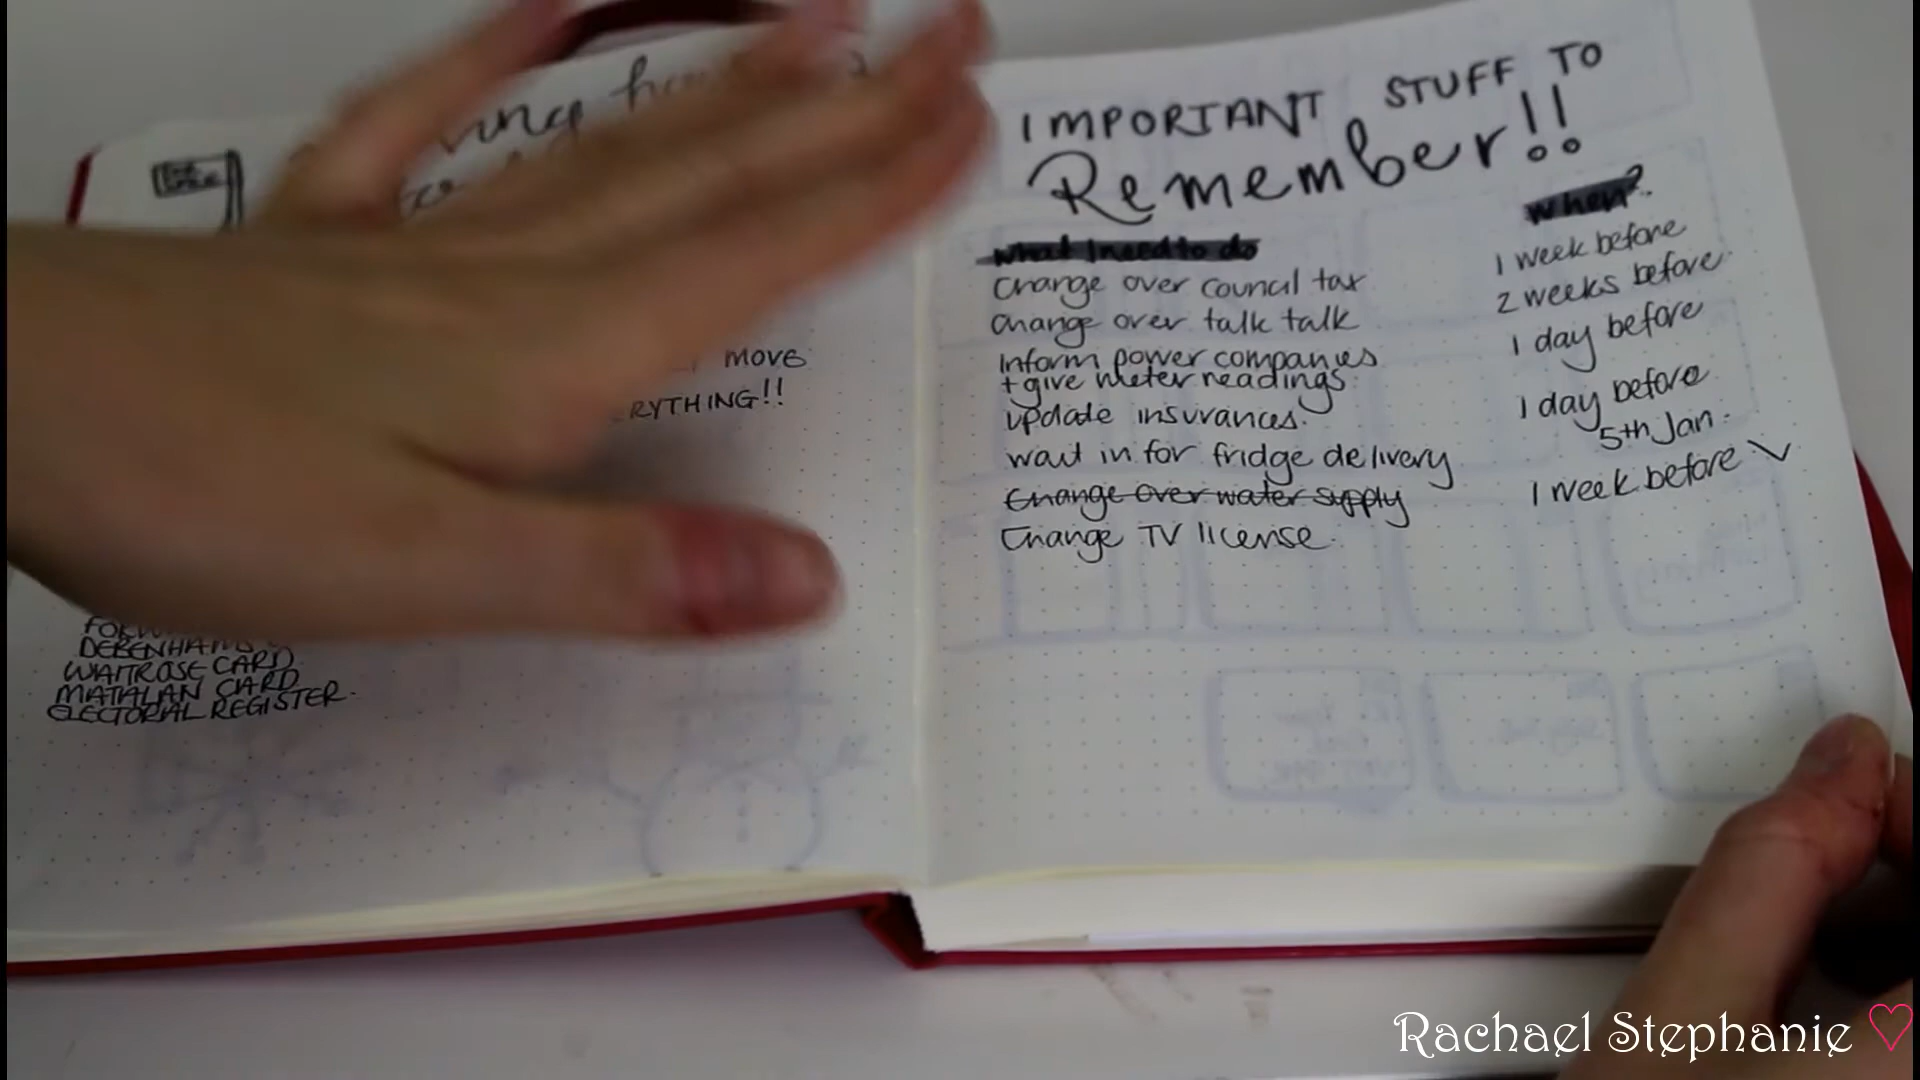 move
ERYTHING!!
DEBENHAMS
WAITROSE CARD
MATALAN CARD
ELECTORAL REGISTER.
IMPORTANT STUFF TO
Remember!!
What I need to do
when?
Change over council tax
1 week before
Change over talk talk
2 weeks before
Inform power companies
+ give meter readings
1 day before
update insurances.
1 day before
wait in for fridge delivery
5th Jan.
Change over water supply
1 week before
Change TV license.
Rachael Stephanie